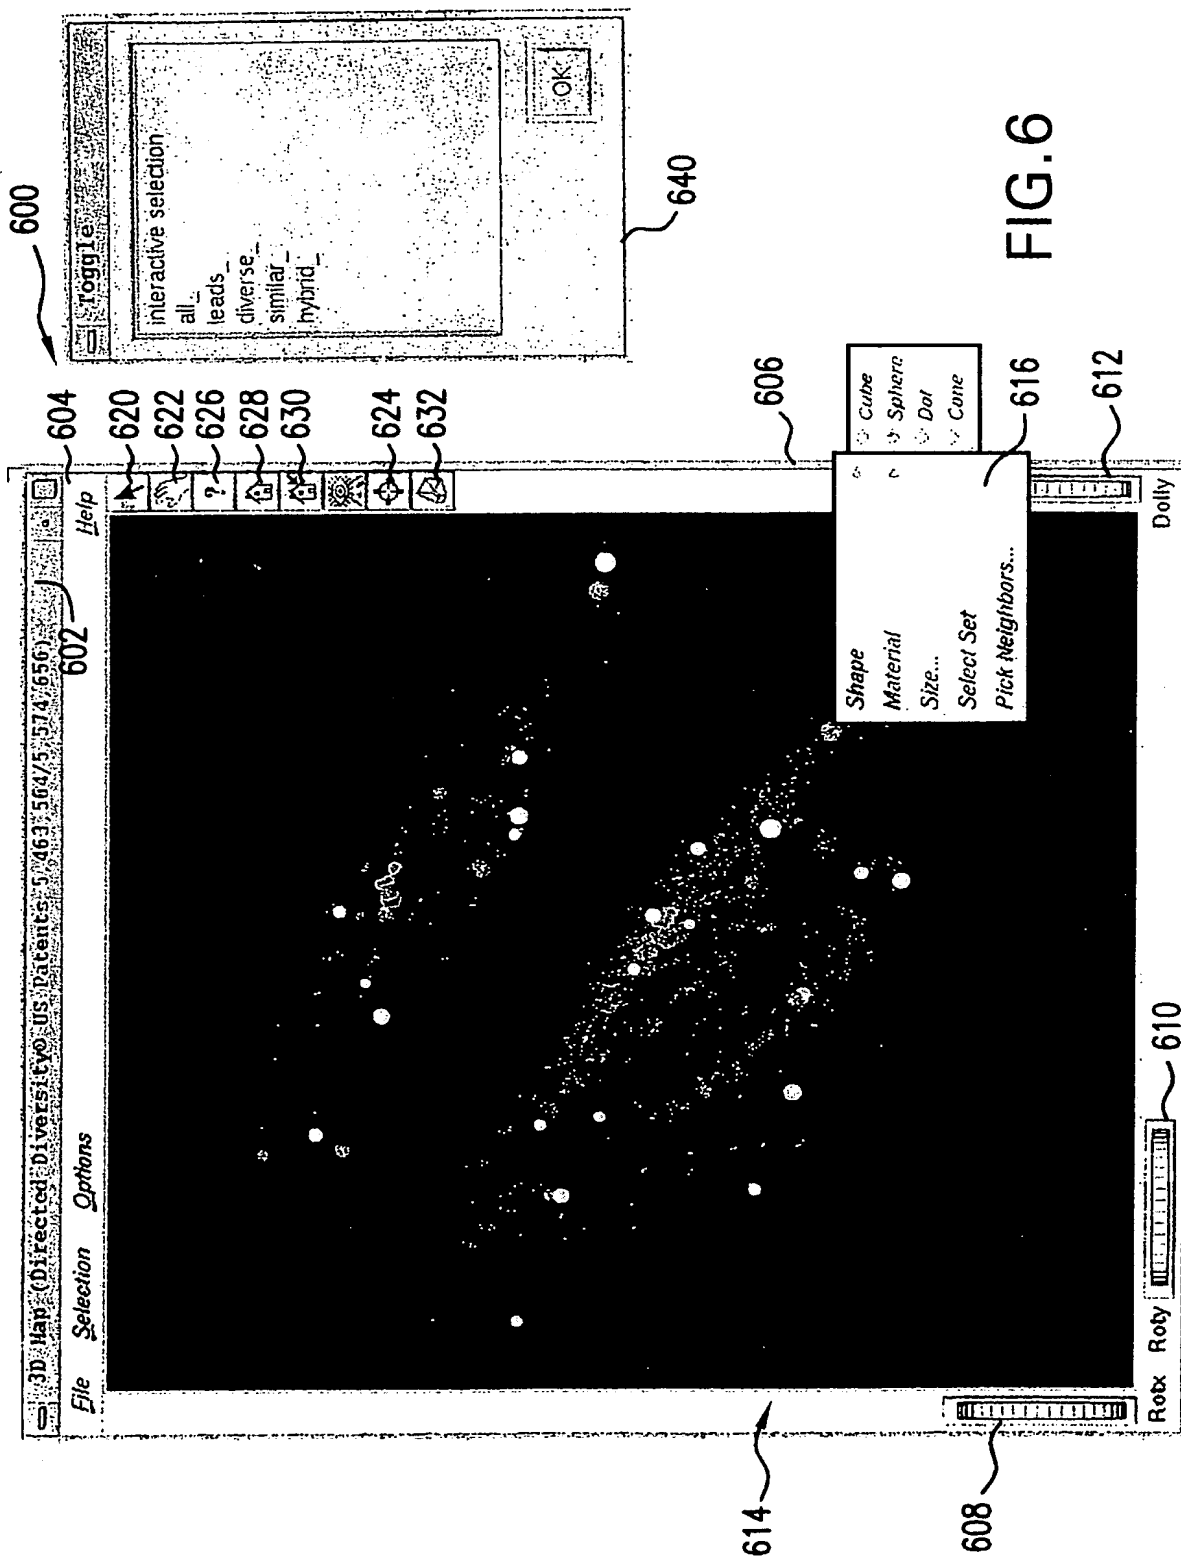 600
Toggle
interactive selection
all_
leads_
diverse_
similar_
hybrid_
OK
640
3D Map (Directed Diversity® US Patents 5,463,564/5,574,656)
602
604
File Selection Options Help
620
622
?
626
628
630
624
632
606
Shape
Material
Size...
Select Set
Pick Neighbors...
Cube
Sphere
Dot
Cone
616
612
614
608
Rotx Roty
610
Dolly
FIG.6